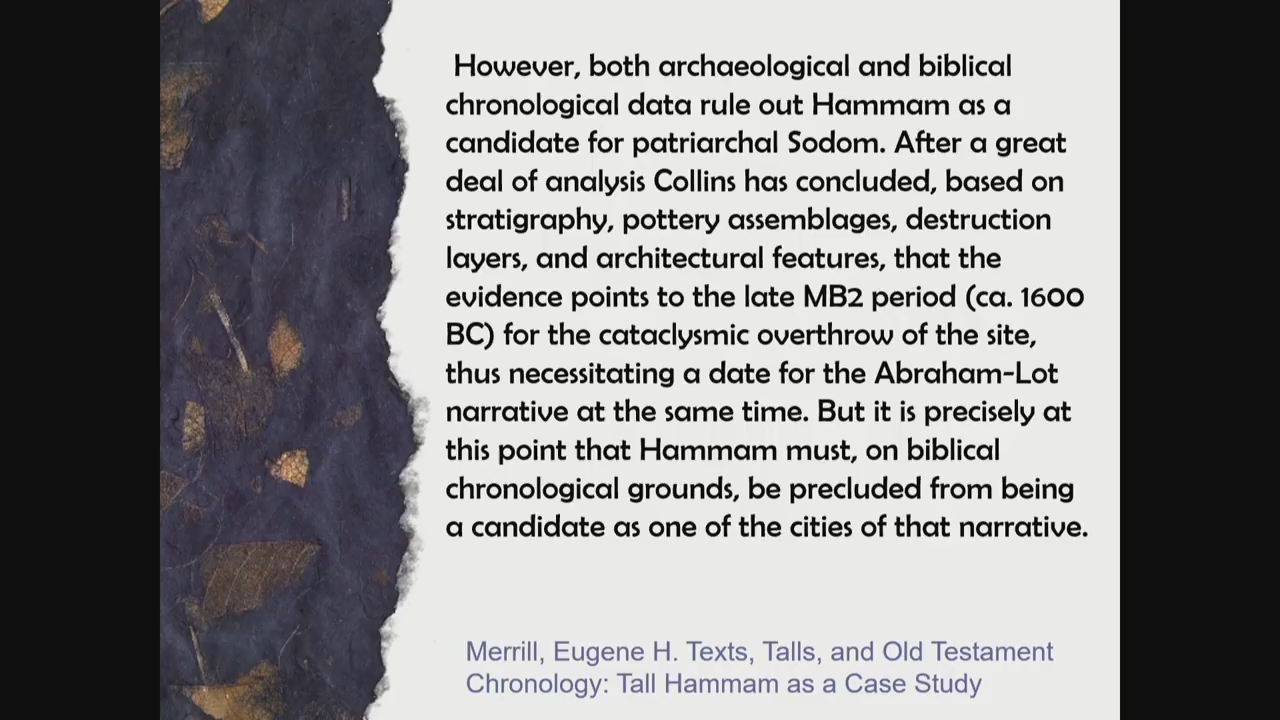 However, both archaeological and biblical
chronological data rule out Hammam as a
candidate for patriarchal Sodom. After a great
deal of analysis Collins has concluded, based on
stratigraphy, pottery assemblages, destruction
layers, and architectural features, that the
evidence points to the late MB2 period (ca. 1600
BC) for the cataclysmic overthrow of the site,
thus necessitating a date for the Abraham-Lot
narrative at the same time. But it is precisely at
this point that Hammam must, on biblical
chronological grounds, be precluded from being
a candidate as one of the cities of that narrative.
Merrill, Eugene H. Texts, Talls, and Old Testament
Chronology: Tall Hammam as a Case Study